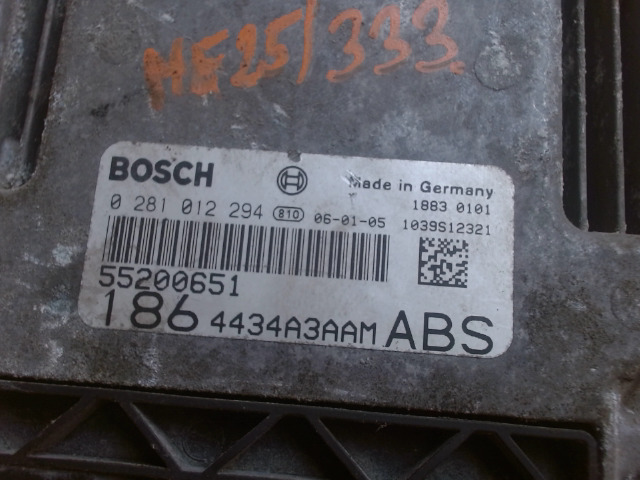 HE25/333
BOSCH
Made in Germany
0 281 012 294 810 06-01-05
1883 0101
1039S12321
55200651
186 4434A3AAM ABS